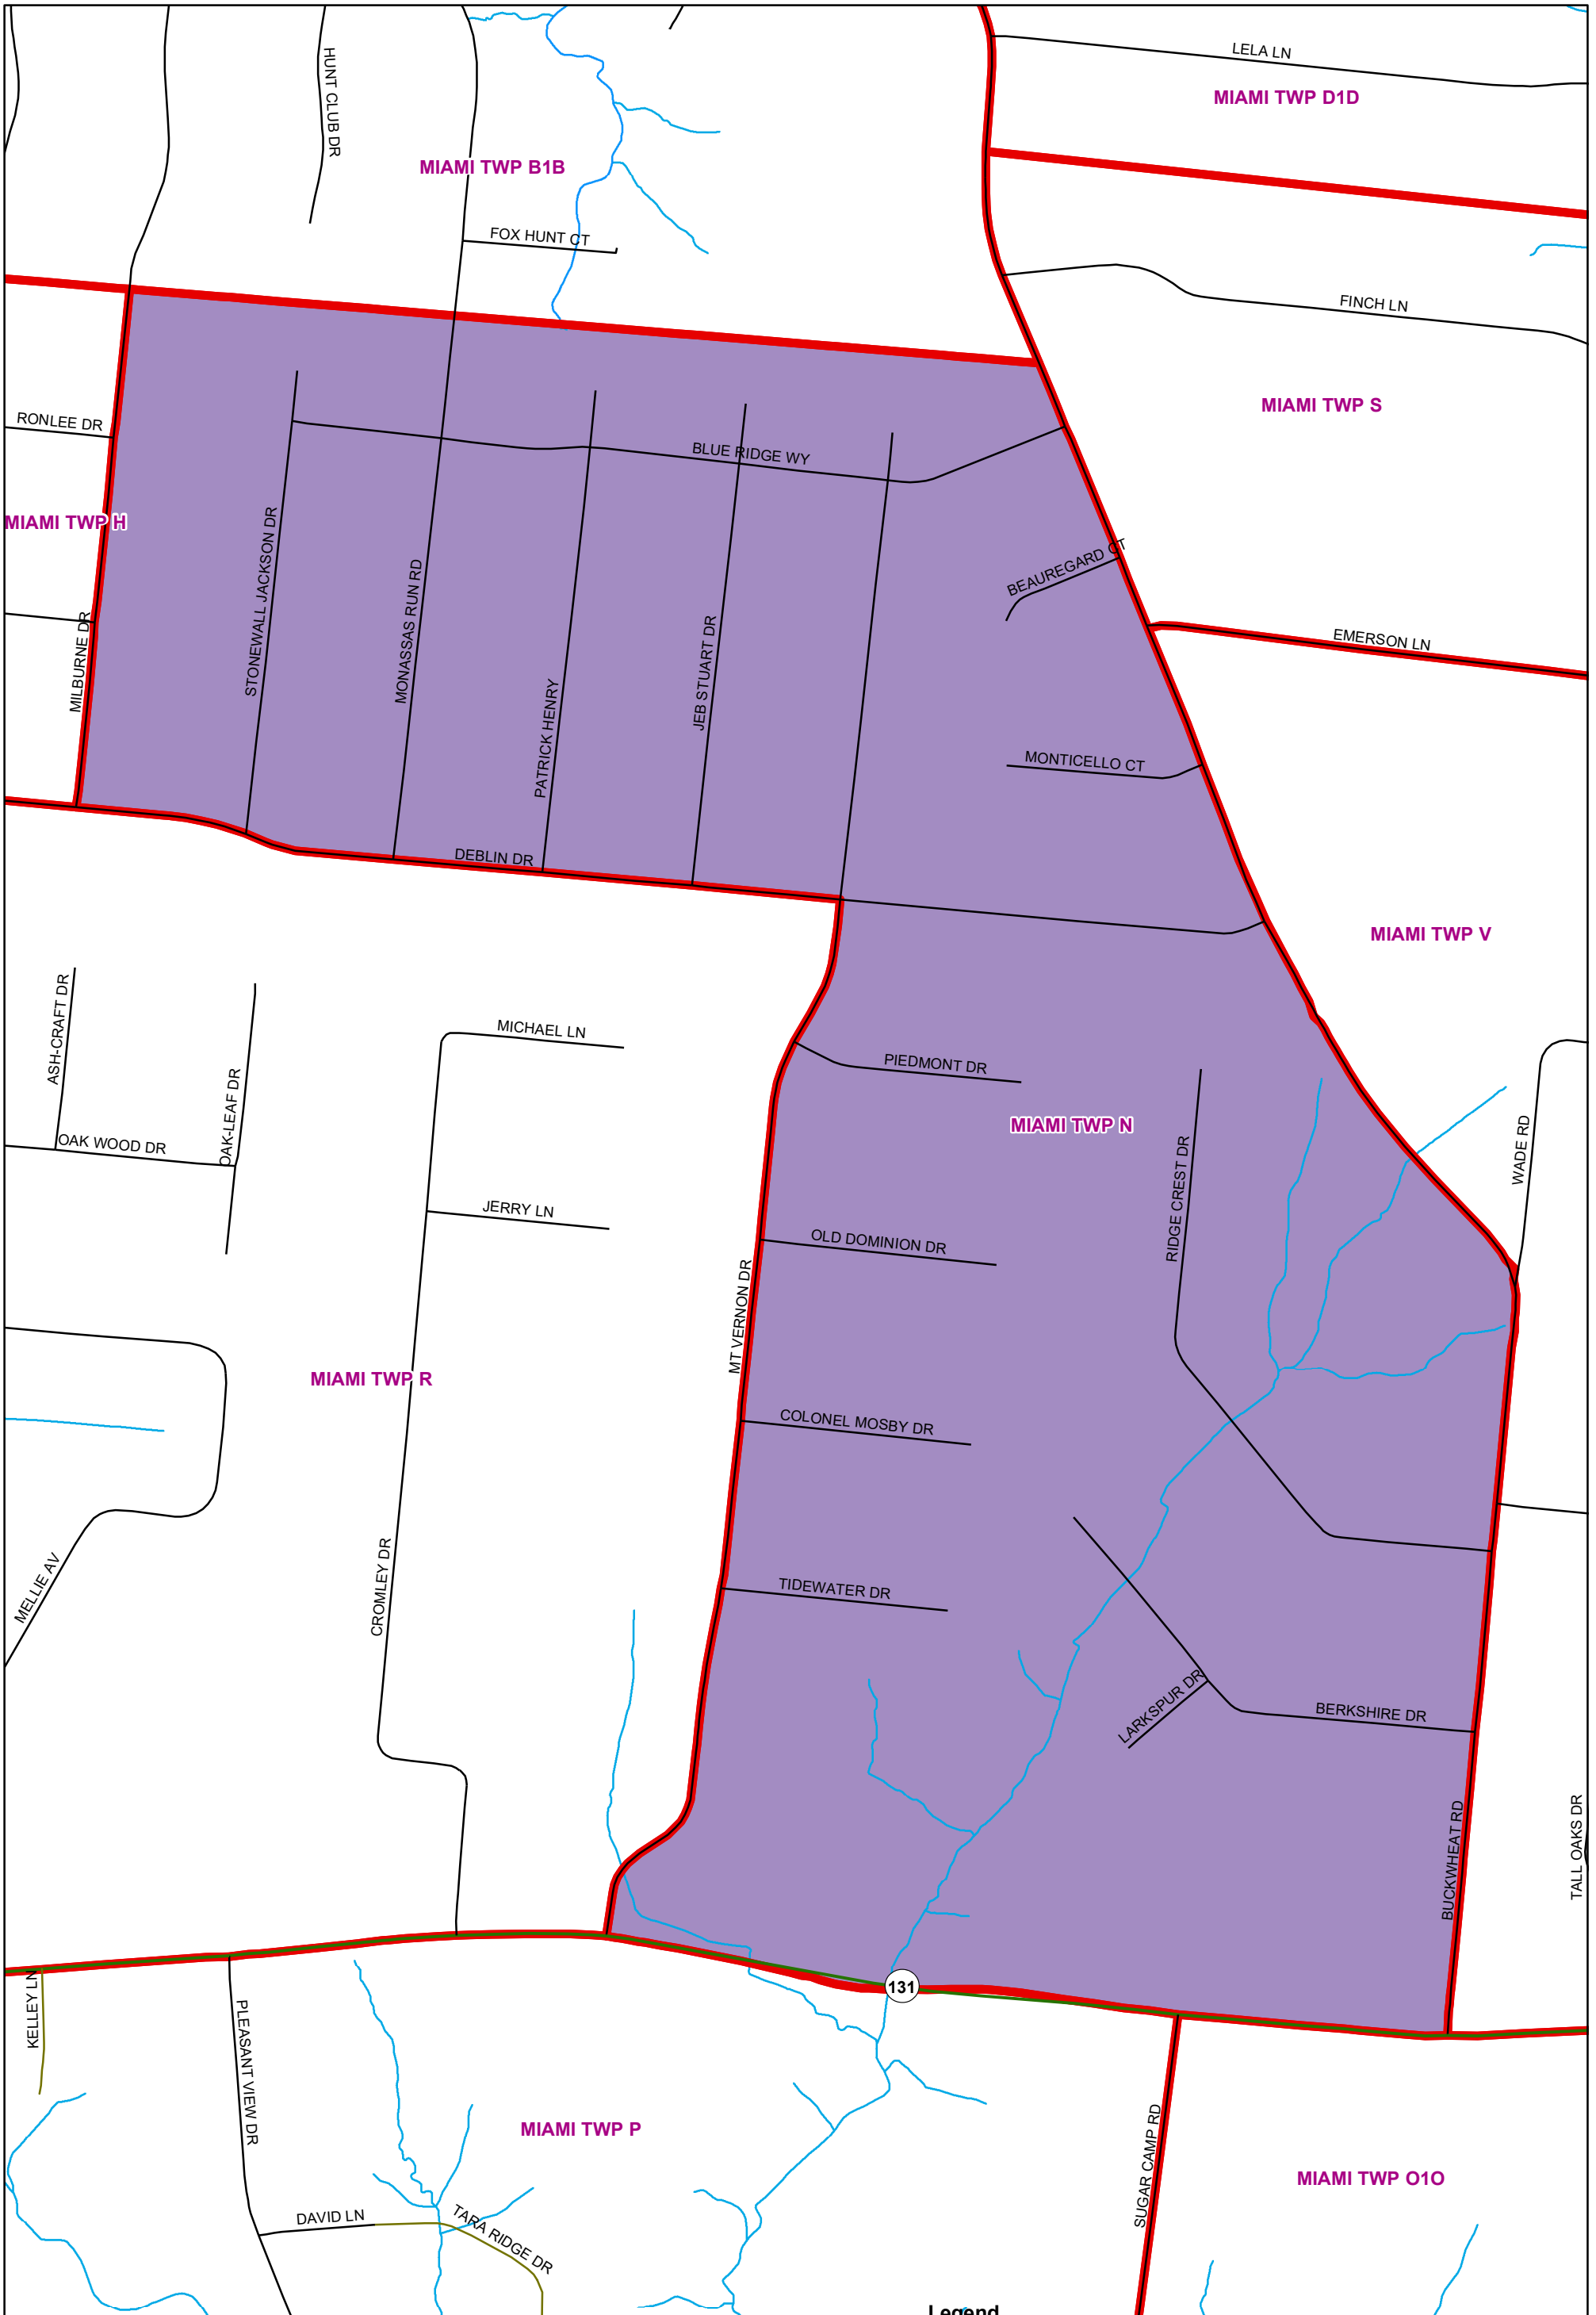 LELA LN
MIAMI TWP D1D
HUNT CLUB DR
MIAMI TWP B1B
FOX HUNT CT
FINCH LN
MIAMI TWP S
RONLEE DR
BLUE RIDGE WY
MIAMI TWP H
STONEWALL JACKSON DR
MONASSAS RUN RD
BEAUREGARD CT
MILBURNE DR
PATRICK HENRY
JEB STUART DR
EMERSON LN
MONTICELLO CT
DEBLIN DR
MIAMI TWP V
ASH-CRAFT DR
MICHAEL LN
PIEDMONT DR
OAK-LEAF DR
OAK WOOD DR
MIAMI TWP N
WADE RD
RIDGE CREST DR
JERRY LN
OLD DOMINION DR
MT VERNON DR
MIAMI TWP R
COLONEL MOSBY DR
MELLIE AV
CROMLEY DR
TIDEWATER DR
LARKSPUR DR
BERKSHIRE DR
BUCKWHEAT RD
TALL OAKS DR
131
KELLEY LN
PLEASANT VIEW DR
MIAMI TWP P
SUGAR CAMP RD
MIAMI TWP O1O
DAVID LN
TARA RIDGE DR
Legend